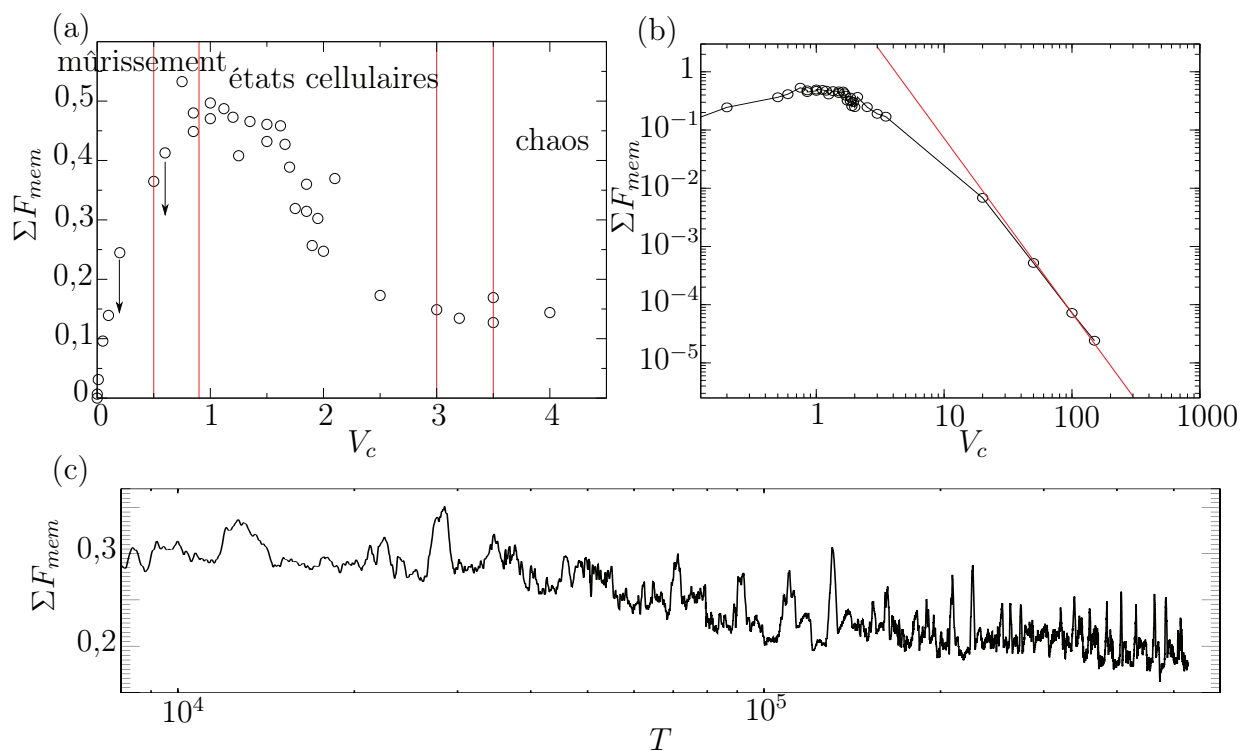 (a)
mûrissement
états cellulaires
chaos
0,5
0,4
0,3
0,2
0,1
0
ΣF_mem
0 1 2 3 4
V_c
(b)
1
10^-1
10^-2
10^-3
10^-4
10^-5
ΣF_mem
1 10 100 1000
V_c
(c)
0,3
0,2
ΣF_mem
10^4 10^5
T